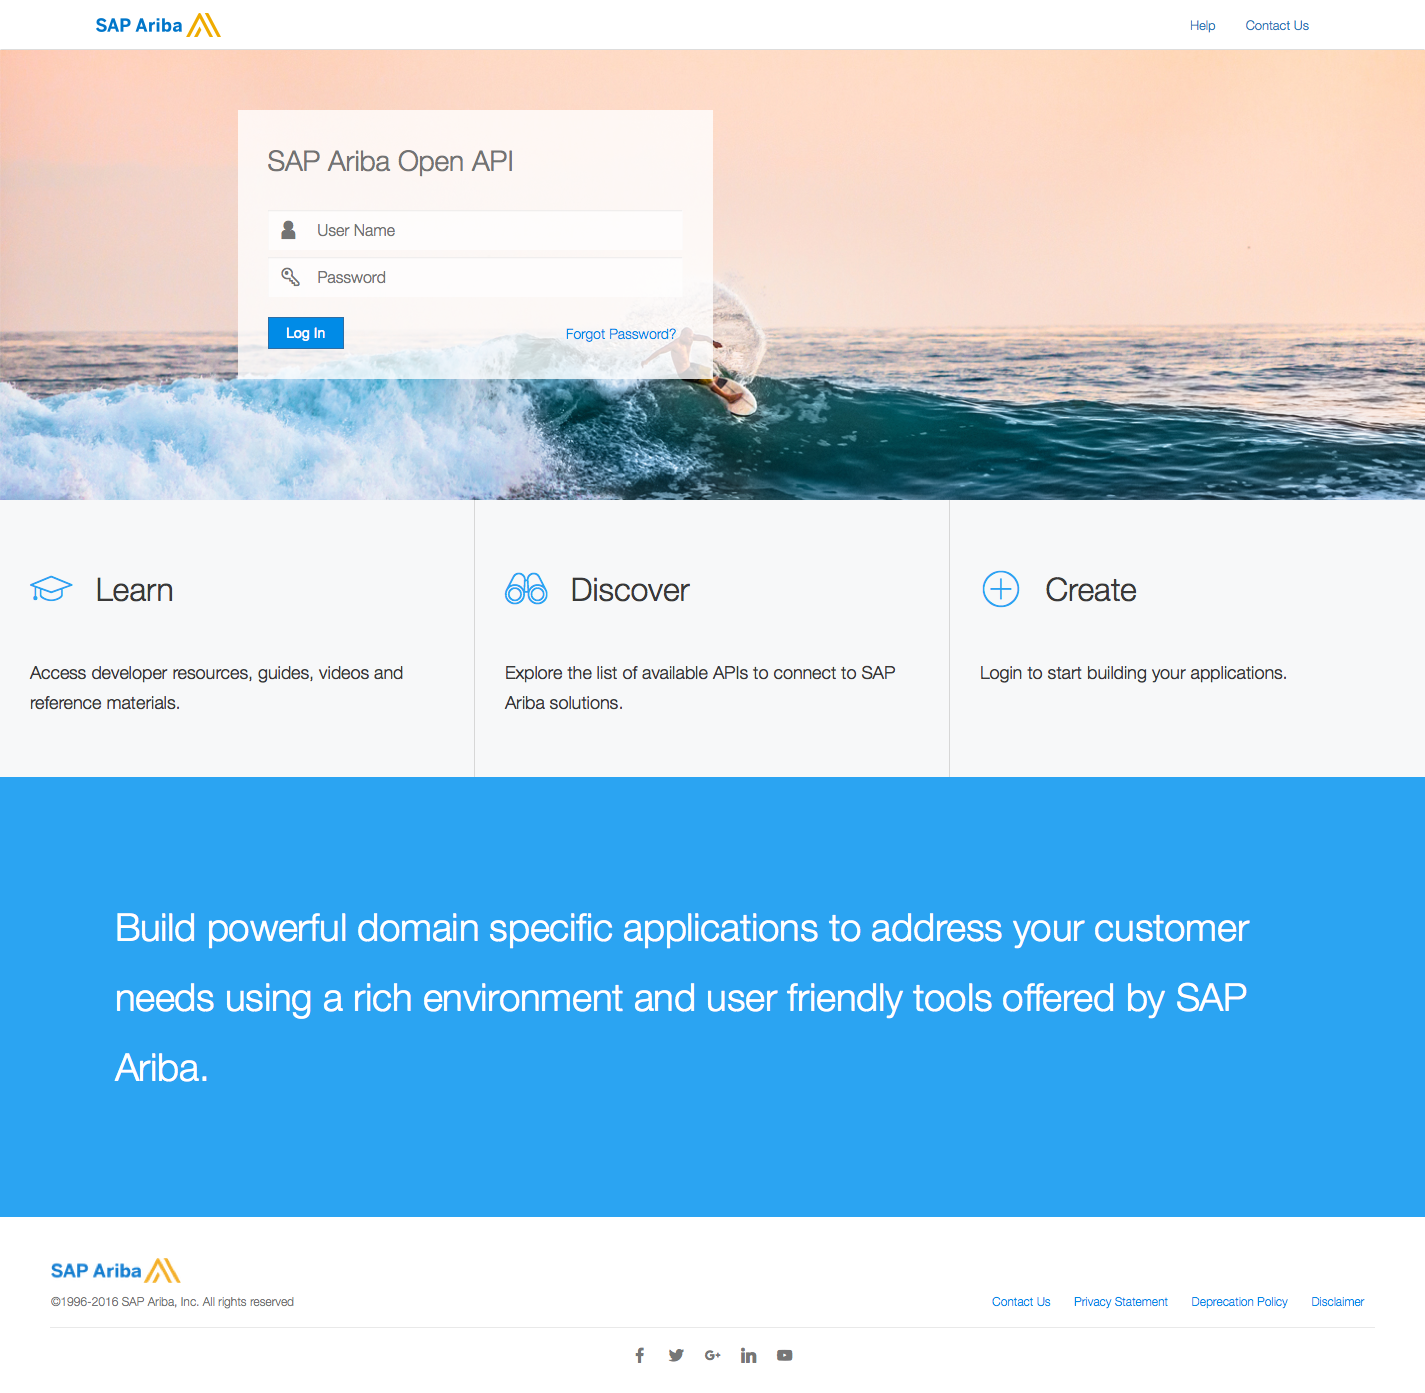 SAP Ariba
Help
Contact Us
SAP Ariba Open API
User Name
Password
Log In
Forgot Password?
Learn
Access developer resources, guides, videos and
reference materials.
Discover
Explore the list of available APIs to connect to SAP
Ariba solutions.
Create
Login to start building your applications.
Build powerful domain specific applications to address your customer
needs using a rich environment and user friendly tools offered by SAP
Ariba.
SAP Ariba
©1996-2016 SAP Ariba, Inc. All rights reserved
Contact Us
Privacy Statement
Deprecation Policy
Disclaimer